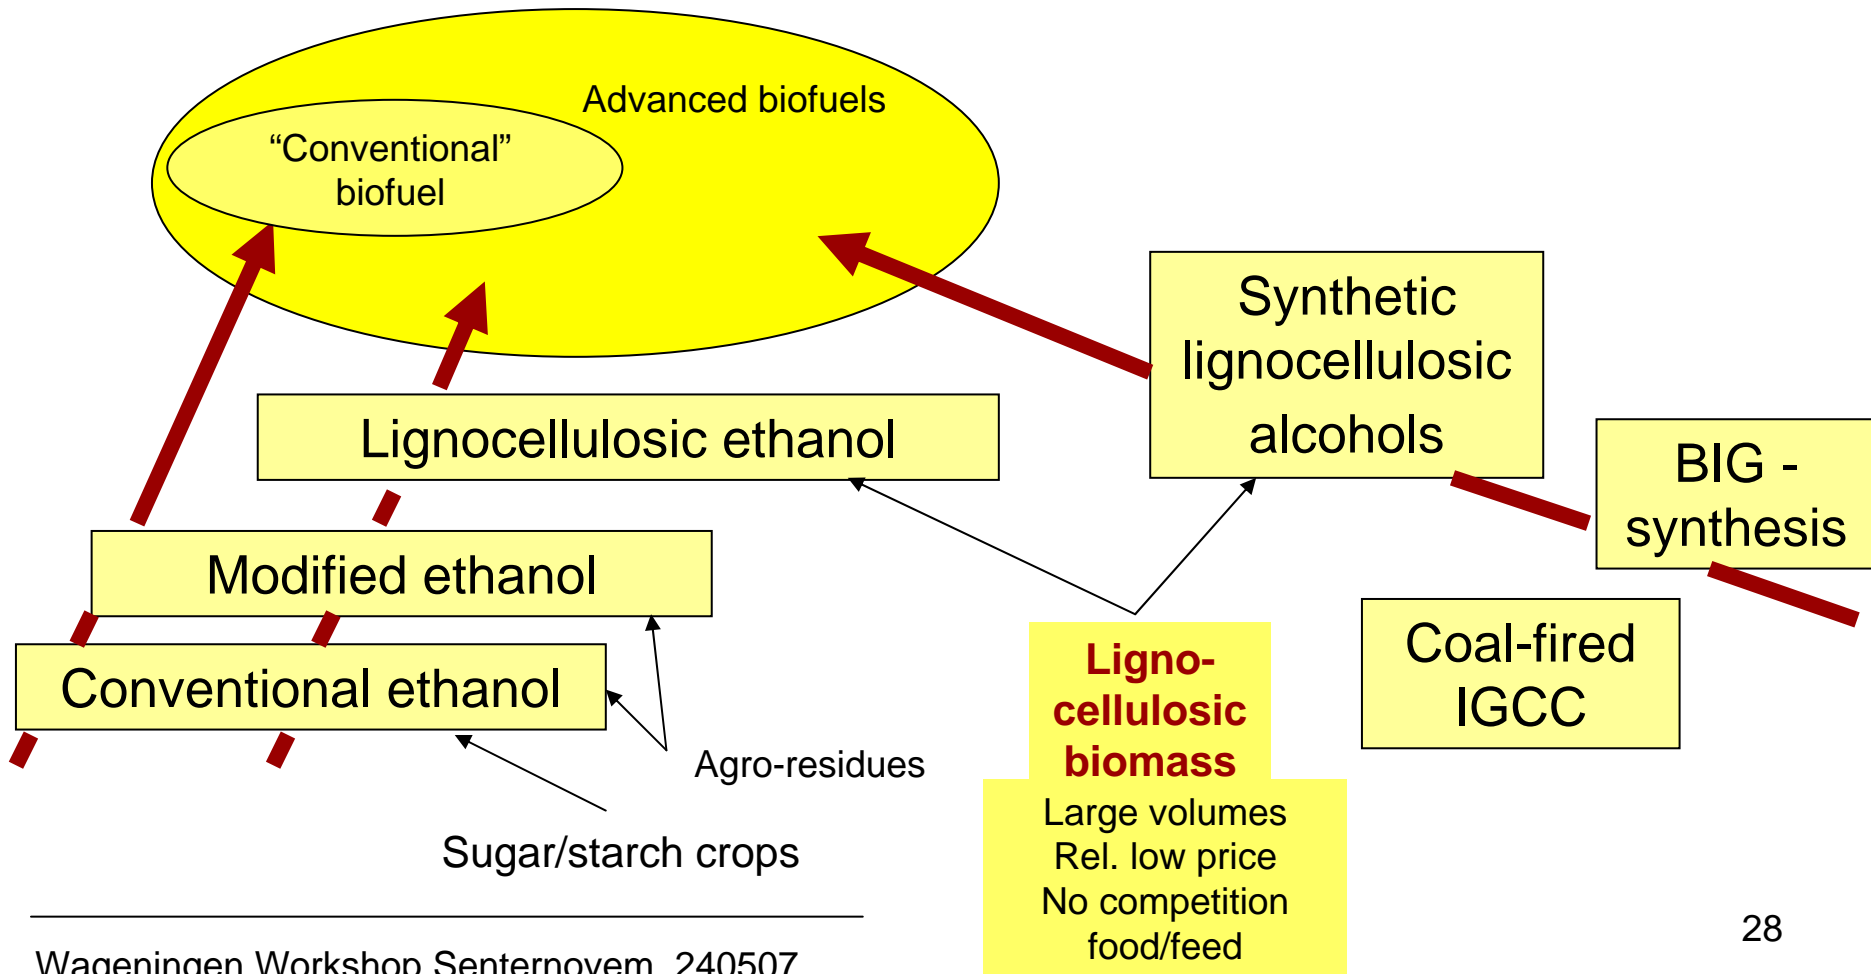 Advanced biofuels
“Conventional”
biofuel
Synthetic
lignocellulosic
alcohols
Lignocellulosic ethanol
BIG -
synthesis
Modified ethanol
Coal-fired
IGCC
Conventional ethanol
Ligno-
cellulosic
biomass
Agro-residues
Large volumes
Rel. low price
No competition
food/feed
Sugar/starch crops
Wageningen Workshop Senternovem 240507
28